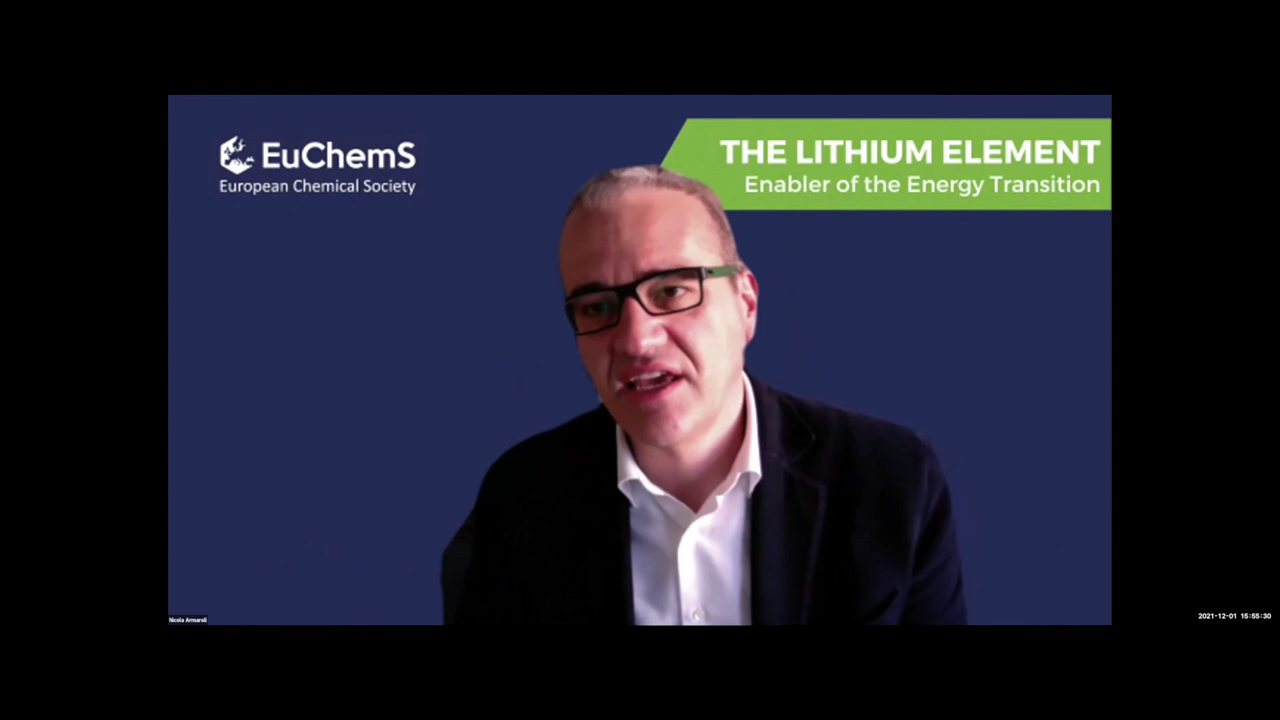 EuChemS
European Chemical Society
THE LITHIUM ELEMENT
Enabler of the Energy Transition
Nicola Armaroli
2021-12-01 15:55:30